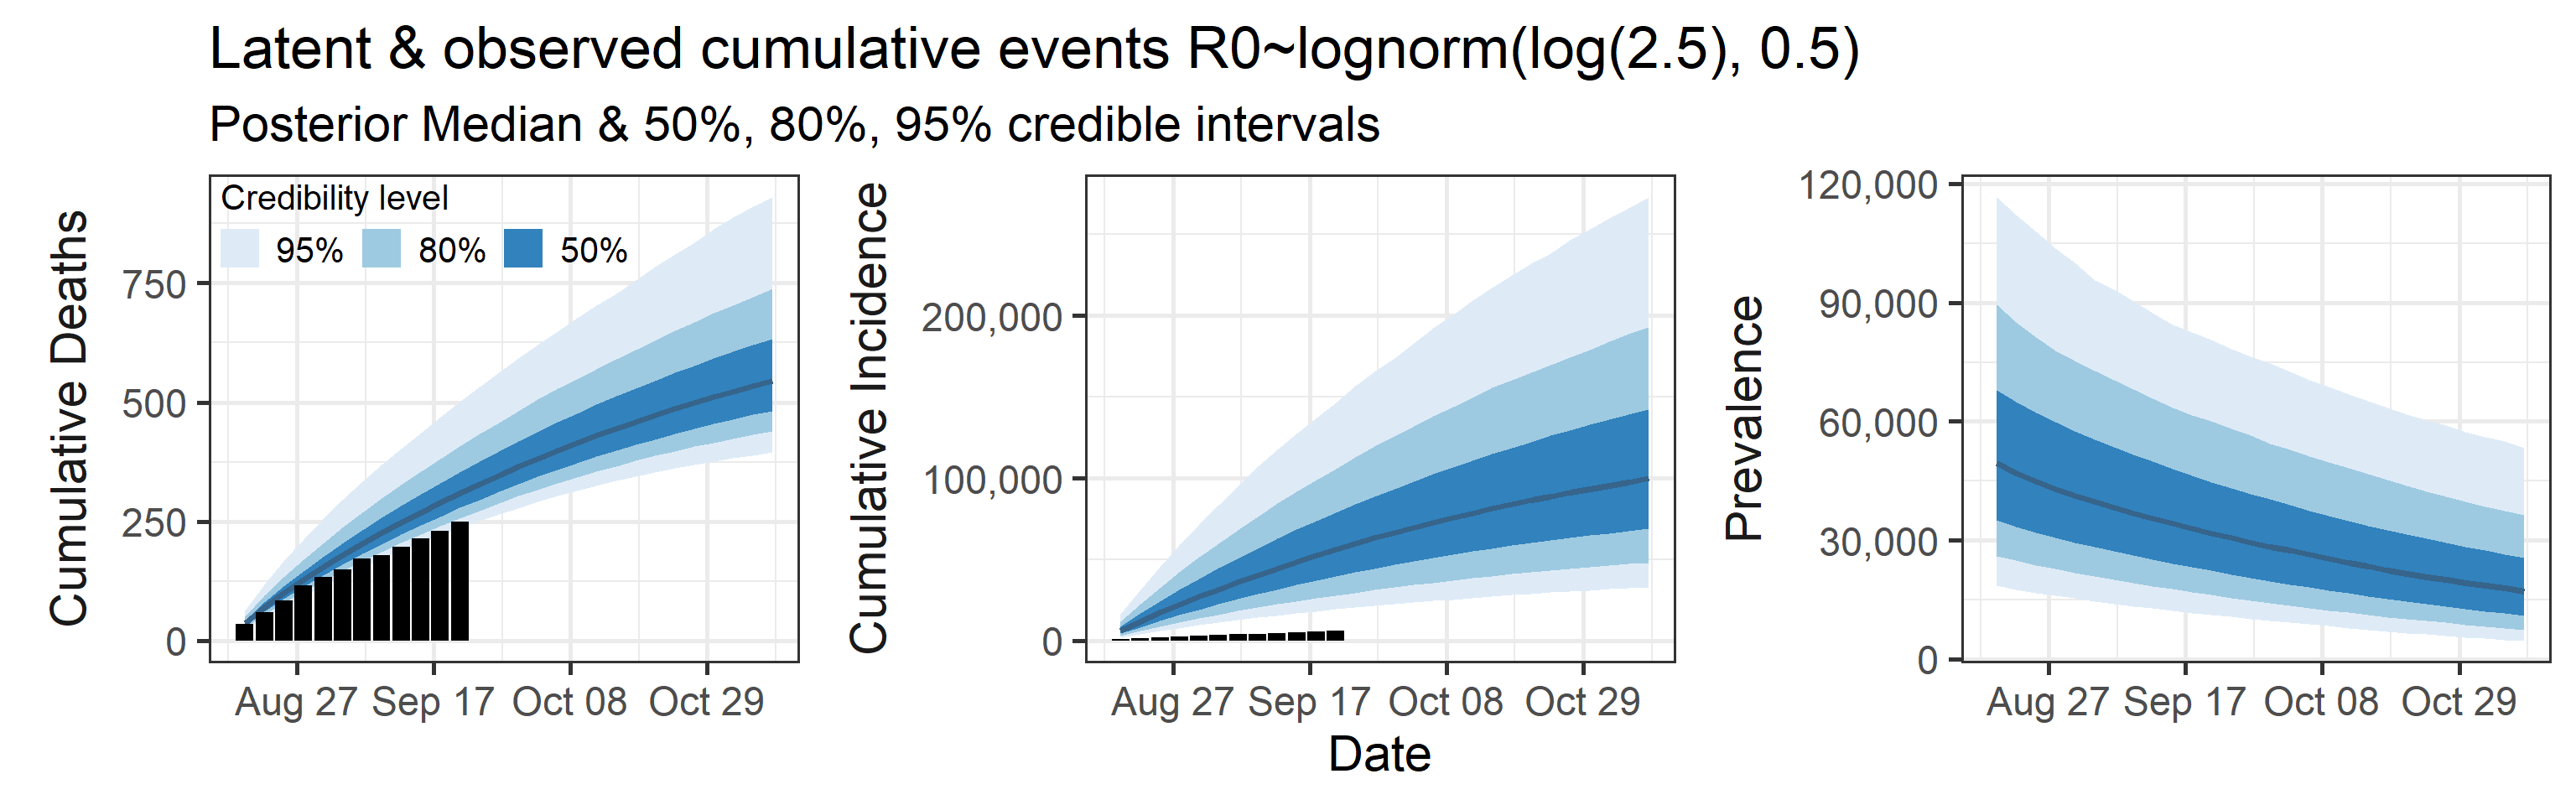 Latent & observed cumulative events R0~lognorm(log(2.5), 0.5)
Posterior Median & 50%, 80%, 95% credible intervals
Cumulative Deaths
Credibility level
95% 80% 50%
750
500
250
0
Aug 27 Sep 17 Oct 08 Oct 29
Cumulative Incidence
200,000
100,000
0
Aug 27 Sep 17 Oct 08 Oct 29
Prevalence
120,000
90,000
60,000
30,000
0
Aug 27 Sep 17 Oct 08 Oct 29
Date